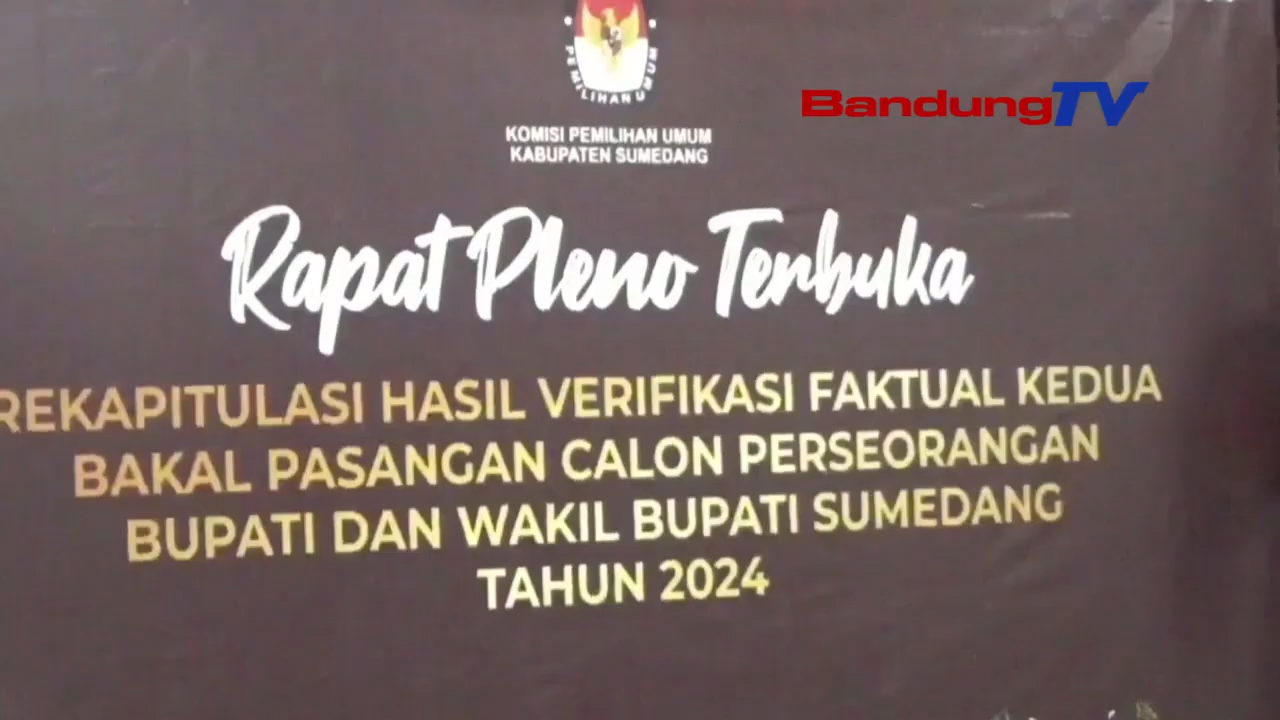 PEMILIHAN UMUM
BandungTV
KOMISI PEMILIHAN UMUM
KABUPATEN SUMEDANG
Rapat Pleno Terbuka
REKAPITULASI HASIL VERIFIKASI FAKTUAL KEDUA
BAKAL PASANGAN CALON PERSEORANGAN
BUPATI DAN WAKIL BUPATI SUMEDANG
TAHUN 2024